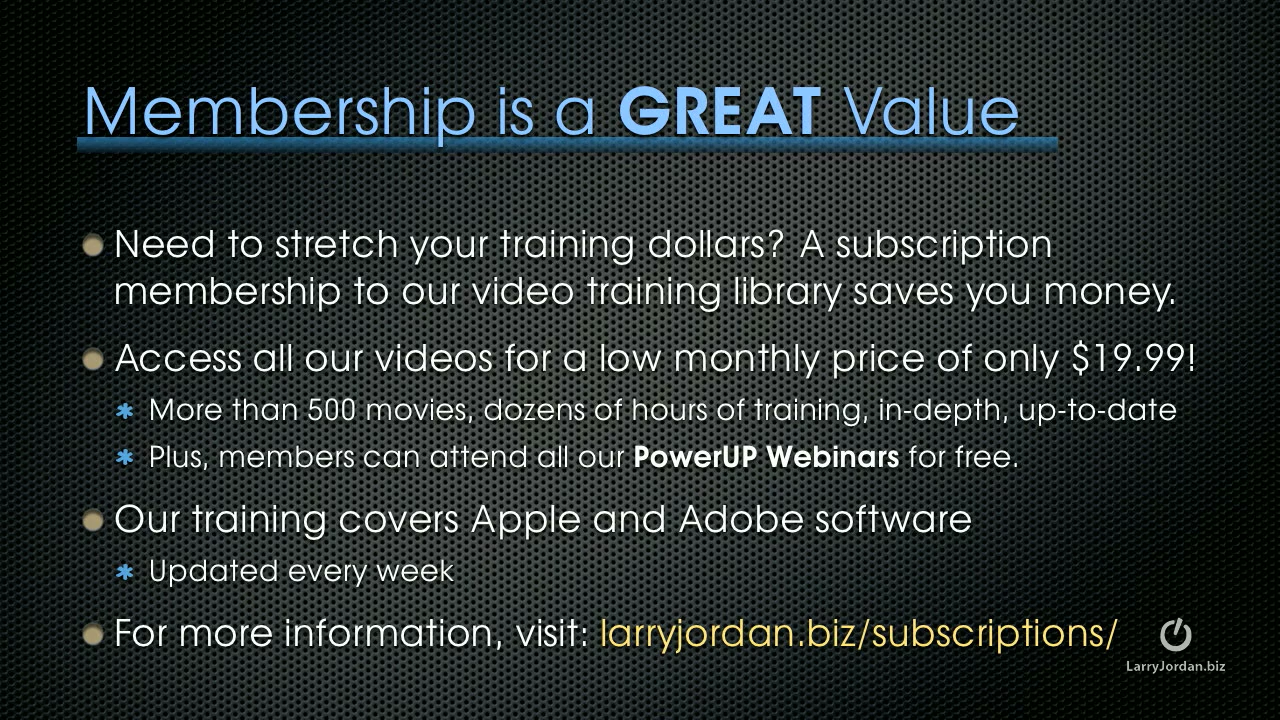 Membership is a GREAT Value
Need to stretch your training dollars? A subscription
membership to our video training library saves you money.
Access all our videos for a low monthly price of only $19.99!
More than 500 movies, dozens of hours of training, in-depth, up-to-date
Plus, members can attend all our PowerUP Webinars for free.
Our training covers Apple and Adobe software
Updated every week
For more information, visit: larryjordan.biz/subscriptions/
LarryJordan.biz